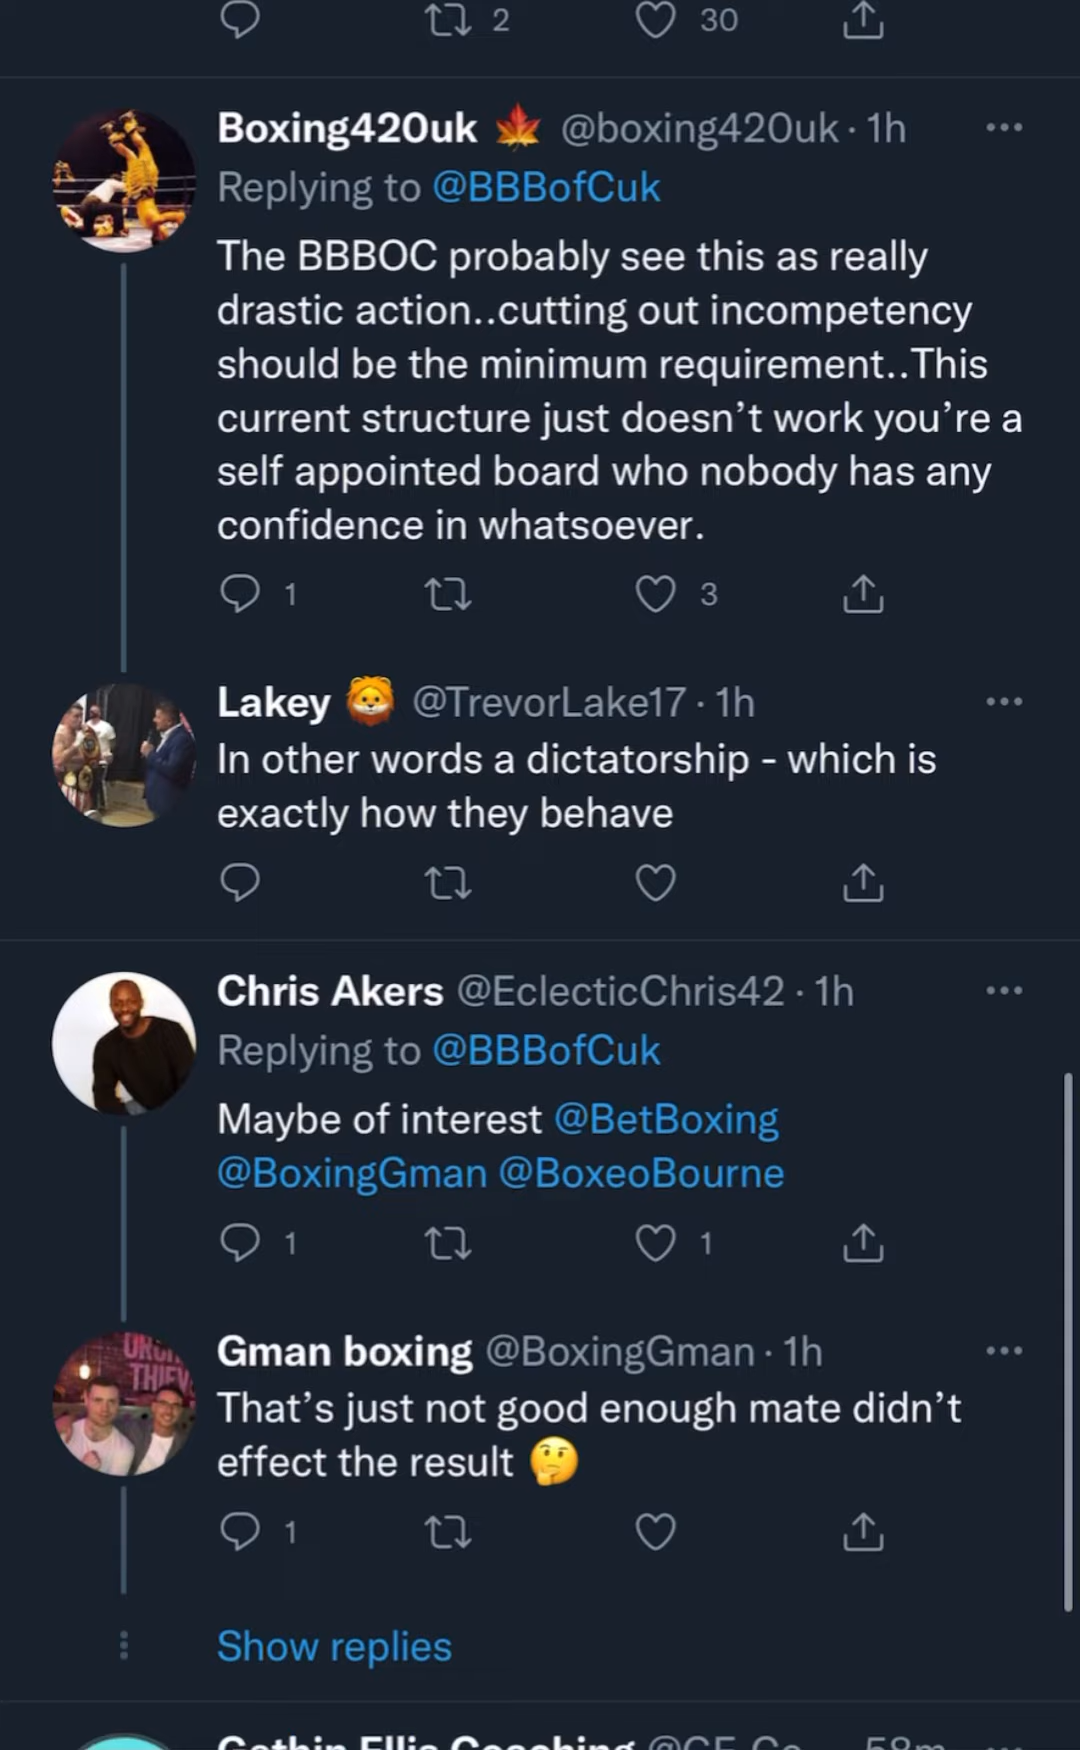 2 30
Boxing420uk 🍁 @boxing420uk · 1h
Replying to @BBBofCuk
The BBBOC probably see this as really
drastic action..cutting out incompetency
should be the minimum requirement..This
current structure just doesn’t work you’re a
self appointed board who nobody has any
confidence in whatsoever.
1 3
Lakey 🦁 @TrevorLake17 · 1h
In other words a dictatorship - which is
exactly how they behave
Chris Akers @EclecticChris42 · 1h
Replying to @BBBofCuk
Maybe of interest @BetBoxing
@BoxingGman @BoxeoBourne
1 1
Gman boxing @BoxingGman · 1h
That’s just not good enough mate didn’t
effect the result 🤔
1
Show replies
Gethin Ellis Coaching 58m